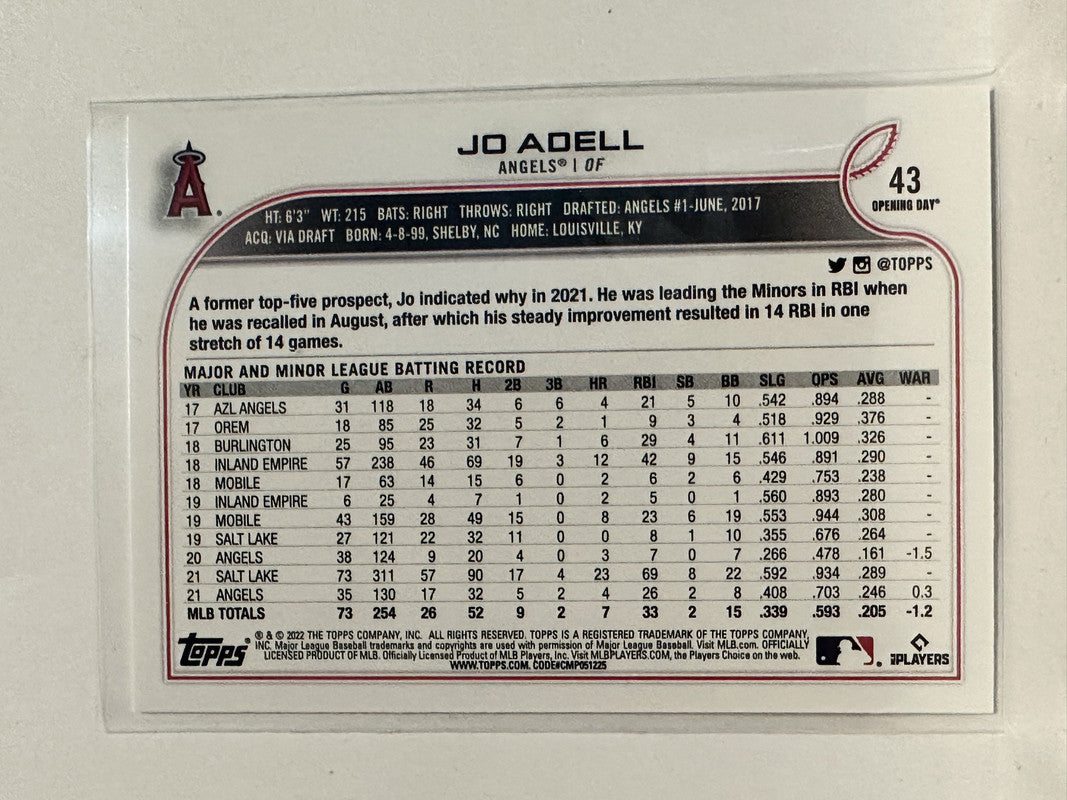 JO ADELL
ANGELS® | OF
A.
43
OPENING DAY®
HT: 6'3" WT: 215 BATS: RIGHT THROWS: RIGHT DRAFTED: ANGELS #1-JUNE, 2017
ACQ: VIA DRAFT BORN: 4-8-99, SHELBY, NC HOME: LOUISVILLE, KY
@TOPPS
A former top-five prospect, Jo indicated why in 2021. He was leading the Minors in RBI when
he was recalled in August, after which his steady improvement resulted in 14 RBI in one
stretch of 14 games.
MAJOR AND MINOR LEAGUE BATTING RECORD
YR CLUB G AB R H 2B 3B HR RBI SB BB SLG OPS AVG WAR
17 AZL ANGELS 31 118 18 34 6 6 4 21 5 10 .542 .894 .288 -
17 OREM 18 85 25 32 5 2 1 9 3 4 .518 .929 .376 -
18 BURLINGTON 25 95 23 31 7 1 6 29 4 11 .611 1.009 .326 -
18 INLAND EMPIRE 57 238 46 69 19 3 12 42 9 15 .546 .891 .290 -
18 MOBILE 17 63 14 15 6 0 2 6 2 6 .429 .753 .238 -
19 INLAND EMPIRE 6 25 4 7 1 0 2 5 0 1 .560 .893 .280 -
19 MOBILE 43 159 28 49 15 0 8 23 6 19 .553 .944 .308 -
19 SALT LAKE 27 121 22 32 11 0 0 8 1 10 .355 .676 .264 -
20 ANGELS 38 124 9 20 4 0 3 7 0 7 .266 .478 .161 -1.5
21 SALT LAKE 73 311 57 90 17 4 23 69 8 22 .592 .934 .289 -
21 ANGELS 35 130 17 32 5 2 4 26 2 8 .408 .703 .246 0.3
MLB TOTALS 73 254 26 52 9 2 7 33 2 15 .339 .593 .205 -1.2
Topps
® & © 2022 THE TOPPS COMPANY, INC. ALL RIGHTS RESERVED. TOPPS IS A REGISTERED TRADEMARK OF THE TOPPS COMPANY,
INC. Major League Baseball trademarks and copyrights are used with permission of Major League Baseball. Visit MLB.com. OFFICIALLY
LICENSED PRODUCT OF MLB. Officially Licensed Product of MLB Players, Inc. Visit MLBPLAYERS.COM, the Players Choice on the web.
WWW.TOPPS.COM. CODE#CMP051225
PLAYERS